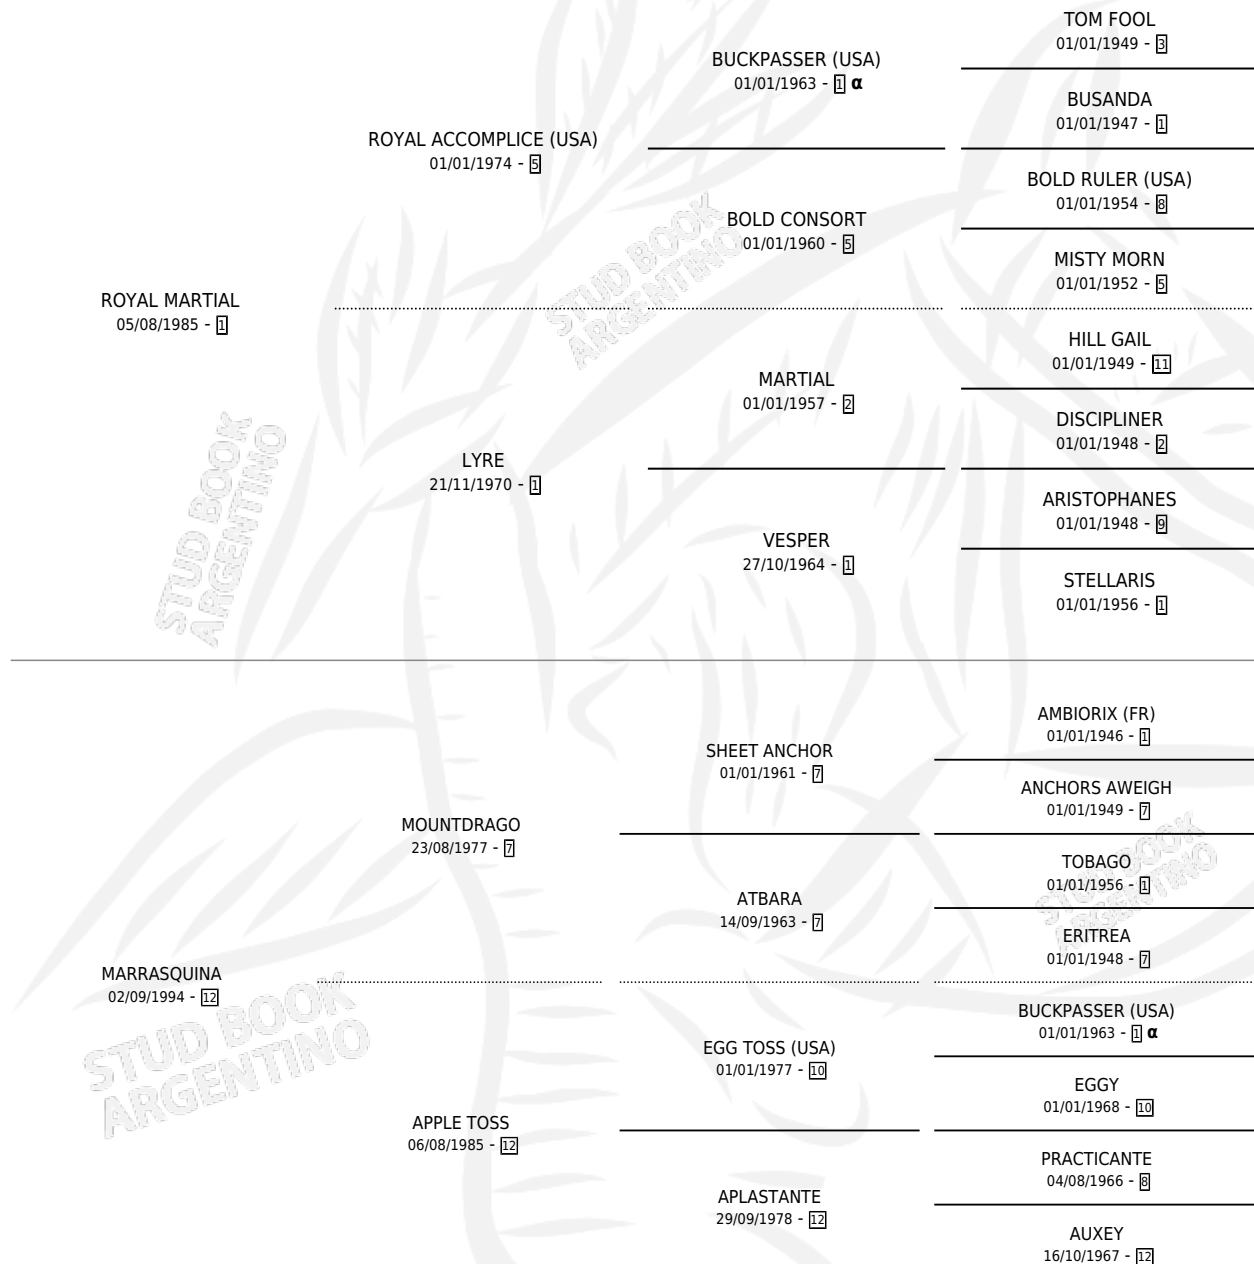 TOM FOOL
01/01/1949 - 3
BUCKPASSER (USA)
01/01/1963 - 1 α
BUSANDA
01/01/1947 - 1
ROYAL ACCOMPLICE (USA)
01/01/1974 - 5
BOLD RULER (USA)
01/01/1954 - 8
BOLD CONSORT
01/01/1960 - 5
MISTY MORN
01/01/1952 - 5
ROYAL MARTIAL
05/08/1985 - 1
HILL GAIL
01/01/1949 - 11
MARTIAL
01/01/1957 - 2
DISCIPLINER
01/01/1948 - 2
LYRE
21/11/1970 - 1
ARISTOPHANES
01/01/1948 - 9
VESPER
27/10/1964 - 1
STELLARIS
01/01/1956 - 1
AMBIORIX (FR)
01/01/1946 - 1
SHEET ANCHOR
01/01/1961 - 7
ANCHORS AWEIGH
01/01/1949 - 7
MOUNTDRAGO
23/08/1977 - 7
TOBAGO
01/01/1956 - 1
ATBARA
14/09/1963 - 7
ERITREA
01/01/1948 - 7
MARRASQUINA
02/09/1994 - 12
BUCKPASSER (USA)
01/01/1963 - 1 α
EGG TOSS (USA)
01/01/1977 - 10
EGGY
01/01/1968 - 10
APPLE TOSS
06/08/1985 - 12
PRACTICANTE
04/08/1966 - 8
APLASTANTE
29/09/1978 - 12
AUXEY
16/10/1967 - 12
STUD BOOK
ARGENTINO
STUD BOOK
ARGENTINO
STUD BOOK
ARGENTINO
STUD BOOK
ARGENTINO